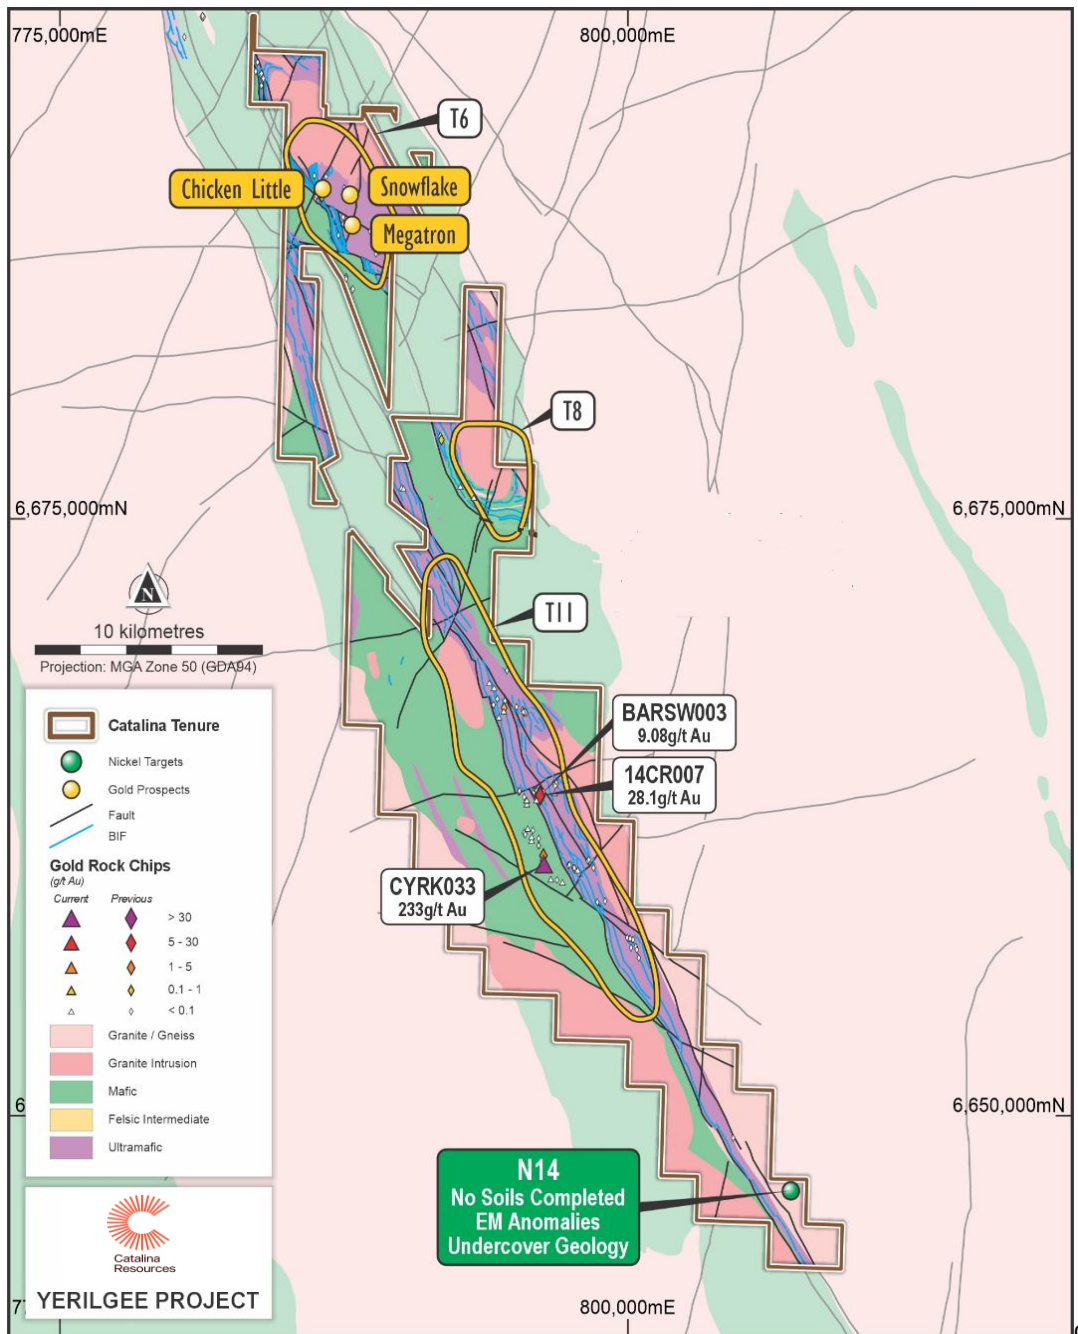 775,000mE
800,000mE
T6
Chicken Little
Snowflake
Megatron
T8
6,675,000mN
6,675,000mN
N
10 kilometres
Projection: MGA Zone 50 (GDA94)
T11
BARSW003
9.08g/t Au
14CR007
28.1g/t Au
CYRK033
233g/t Au
Catalina Tenure
Nickel Targets
Gold Prospects
Fault
BIF
Gold Rock Chips
(g/t Au)
Current Previous
> 30
5 - 30
1 - 5
0.1 - 1
< 0.1
Granite / Gneiss
Granite Intrusion
Mafic
Felsic Intermediate
Ultramafic
6
6,650,000mN
N14
No Soils Completed
EM Anomalies
Undercover Geology
Catalina
Resources
YERILGEE PROJECT
77
800,000mE